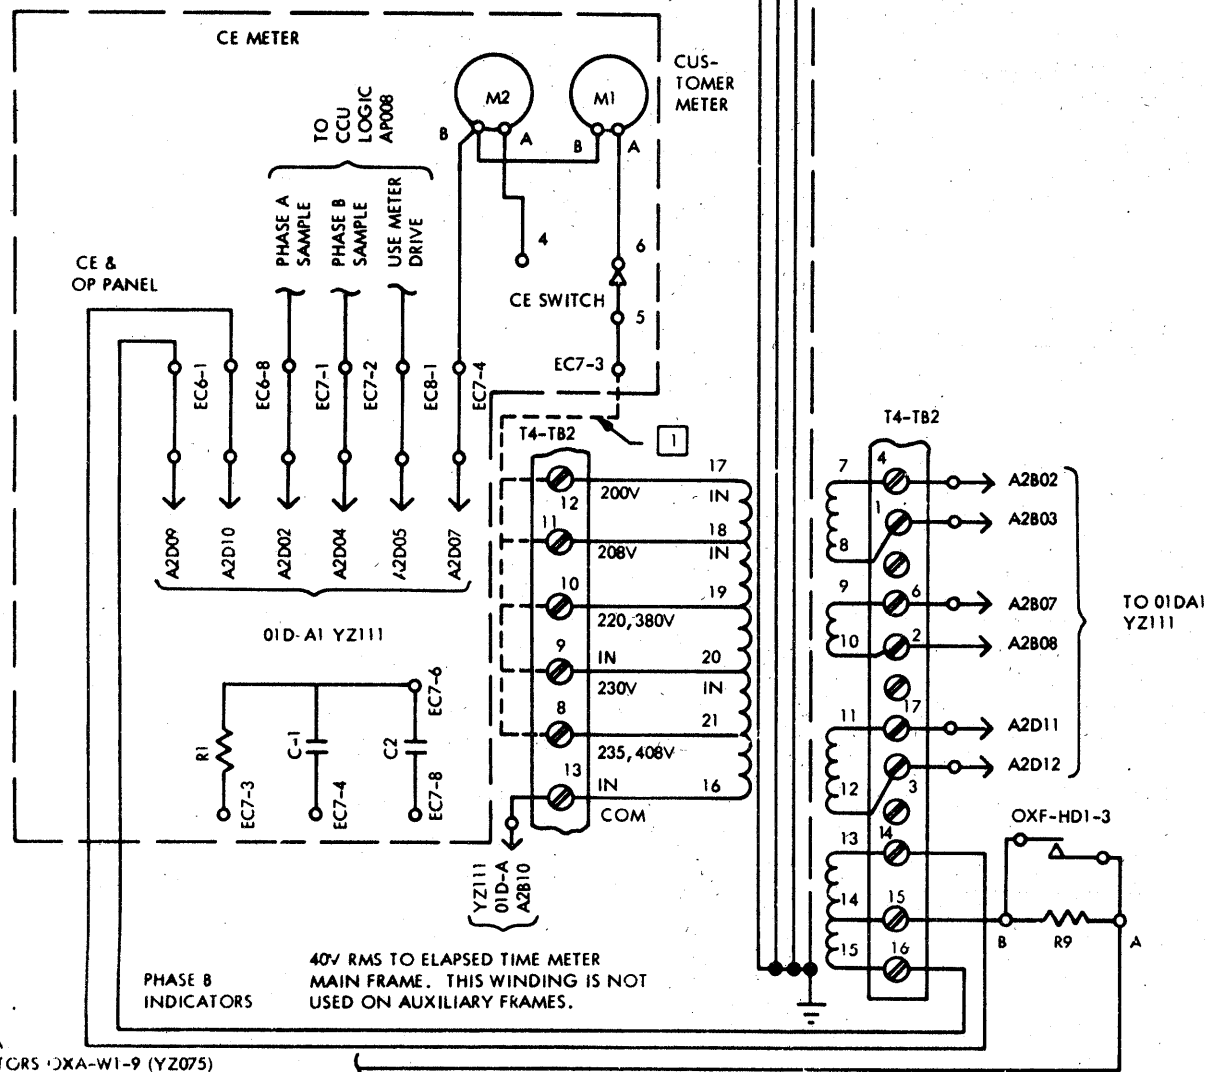 CE METER
CUS-
TOMER
METER
M2
M1
B
A
B
A
TO
CCU
LOGIC
AP008
PHASE A
SAMPLE
PHASE B
SAMPLE
USE METER
DRIVE
4
6
CE SWITCH
5
EC7-3
CE &
OP PANEL
EC6-1
EC6-8
EC7-1
EC7-2
EC8-1
EC7-4
A2D09
A2D10
A2D02
A2D04
A2D05
A2D07
01D-A1 YZ111
R1
C-1
C2
EC7-3
EC7-4
EC7-6
EC7-8
1
T4-TB2
12
200V
17
IN
11
208V
18
IN
10
220,380V
19
9
IN
230V
20
IN
8
235,408V
21
13
IN
COM
16
YZ111
01D-A
A2B10
T4-TB2
7
4
A2B02
1
A2B03
8
9
6
A2B07
10
2
A2B08
TO 01DA1
YZ111
11
17
A2D11
12
3
A2D12
13
14
14
15
15
16
OXF-HD1-3
B
R9
A
PHASE B
INDICATORS
40V RMS TO ELAPSED TIME METER
MAIN FRAME. THIS WINDING IS NOT
USED ON AUXILIARY FRAMES.
TORS OXA-W1-9 (YZ075)